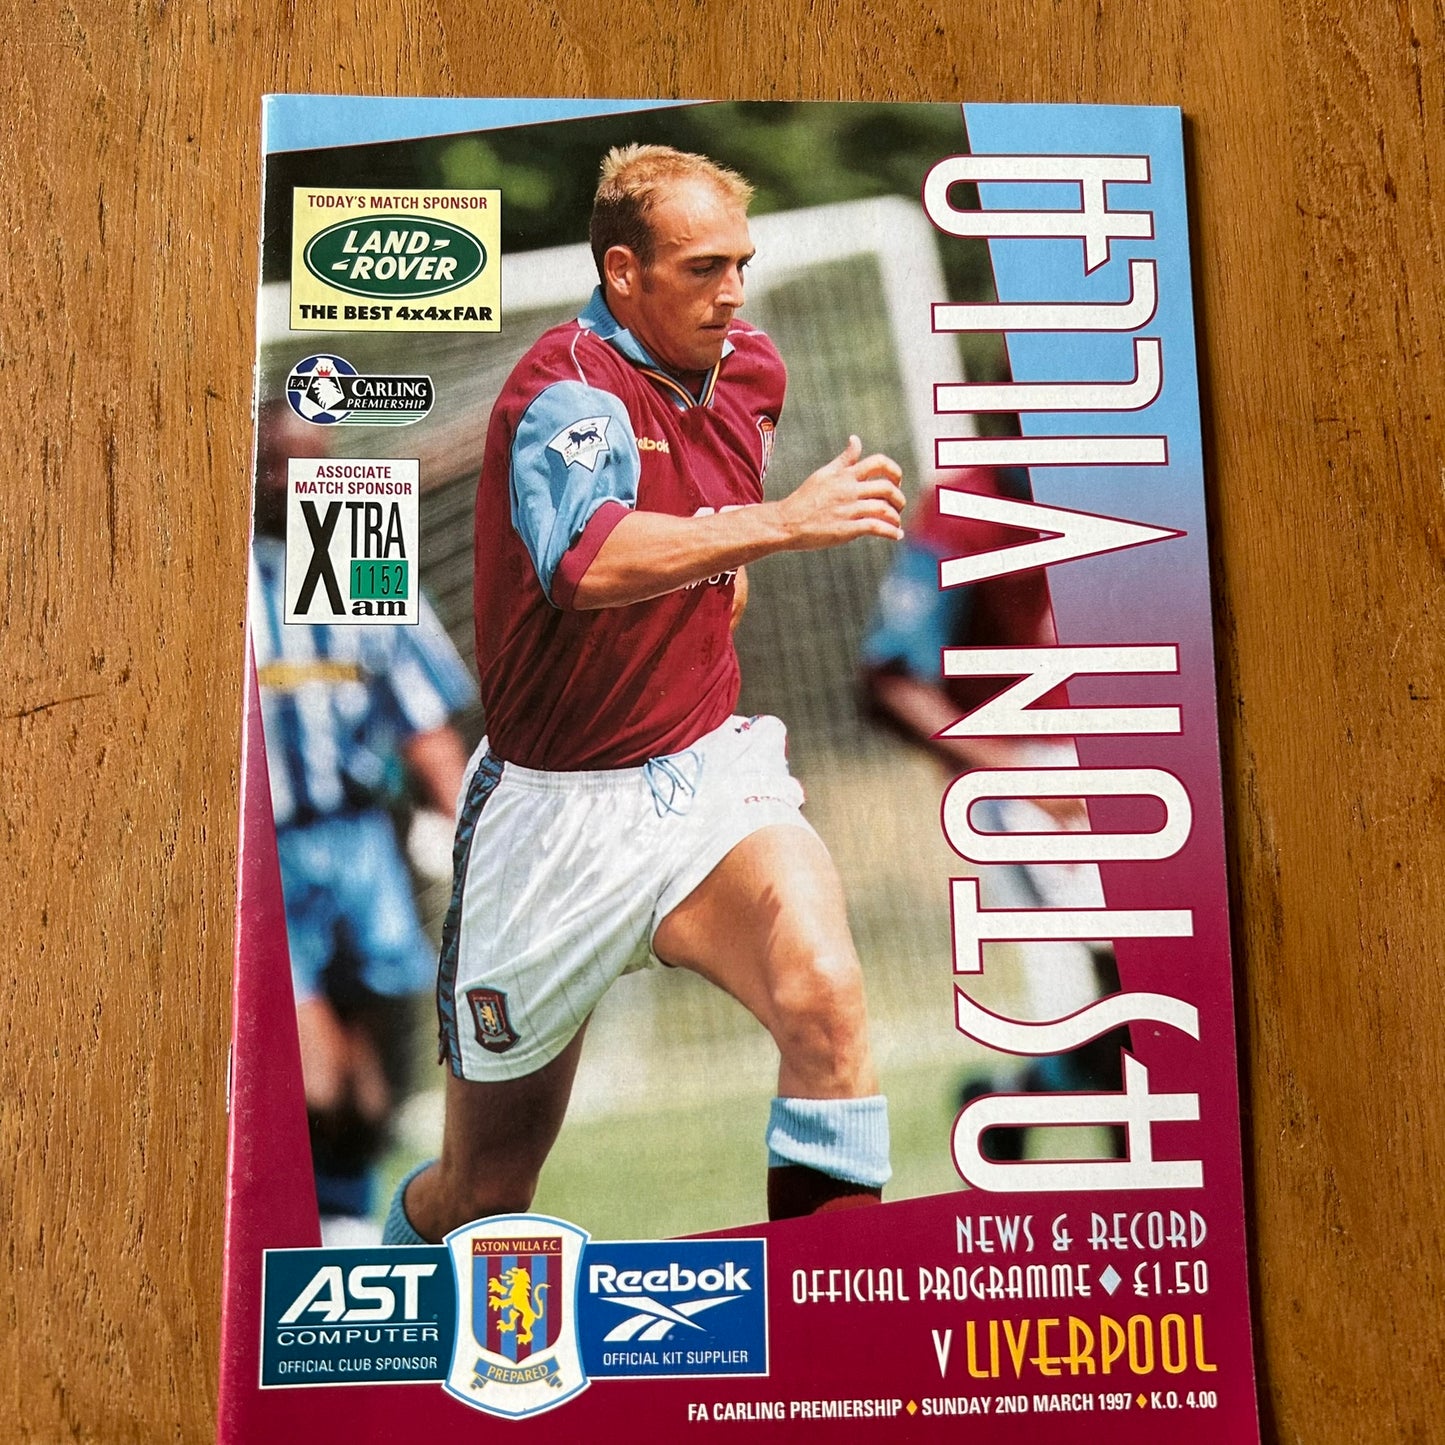 TODAY'S MATCH SPONSOR
LAND-
-ROVER
THE BEST 4x4xFAR
F.A. CARLING
PREMIERSHIP
ASSOCIATE
MATCH SPONSOR
XTRA
1152
am
Reebok
ASTON VILLA
NEWS & RECORD
OFFICIAL PROGRAMME ♦ £1.50
V LIVERPOOL
FA CARLING PREMIERSHIP ♦ SUNDAY 2ND MARCH 1997 ♦ K.O. 4.00
AST
COMPUTER
OFFICIAL CLUB SPONSOR
ASTON VILLA F.C.
PREPARED
Reebok
OFFICIAL KIT SUPPLIER